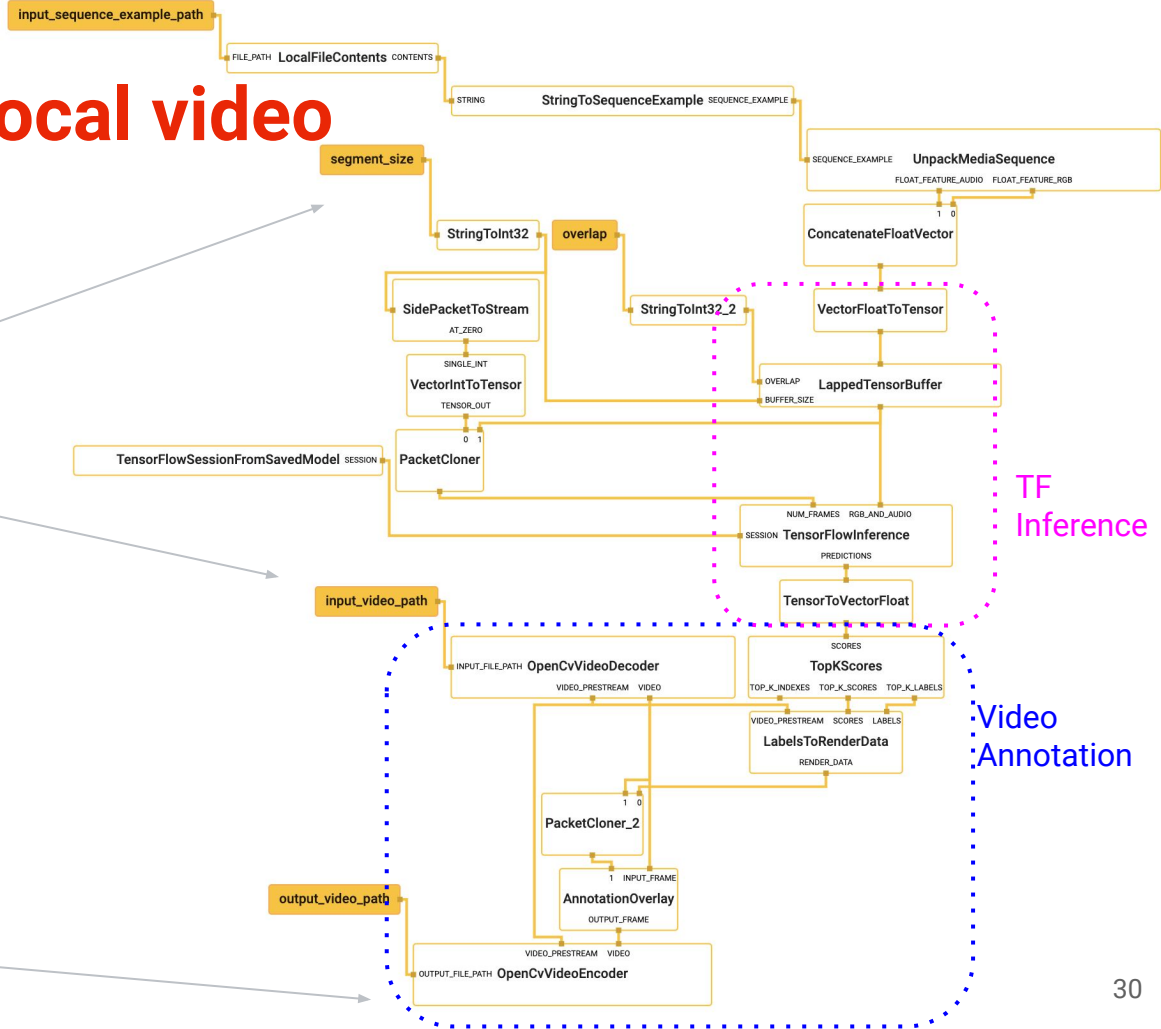 input_sequence_example_path
FILE_PATH LocalFileContents CONTENTS
ocal video
STRING StringToSequenceExample SEQUENCE_EXAMPLE
segment_size
SEQUENCE_EXAMPLE UnpackMediaSequence
FLOAT_FEATURE_AUDIO FLOAT_FEATURE_RGB
1 0
ConcatenateFloatVector
StringToInt32
overlap
SidePacketToStream
AT_ZERO
StringToInt32_2
VectorFloatToTensor
SINGLE_INT
VectorIntToTensor
TENSOR_OUT
OVERLAP LappedTensorBuffer
BUFFER_SIZE
0 1
PacketCloner
TensorFlowSessionFromSavedModel SESSION
TF
Inference
NUM_FRAMES RGB_AND_AUDIO
SESSION TensorFlowInference
PREDICTIONS
TensorToVectorFloat
input_video_path
INPUT_FILE_PATH OpenCvVideoDecoder
VIDEO_PRESTREAM VIDEO
SCORES
TopKScores
TOP_K_INDEXES TOP_K_SCORES TOP_K_LABELS
Video
Annotation
VIDEO_PRESTREAM SCORES LABELS
LabelsToRenderData
RENDER_DATA
1 0
PacketCloner_2
1 INPUT_FRAME
AnnotationOverlay
OUTPUT_FRAME
output_video_path
VIDEO_PRESTREAM VIDEO
OUTPUT_FILE_PATH OpenCvVideoEncoder
30